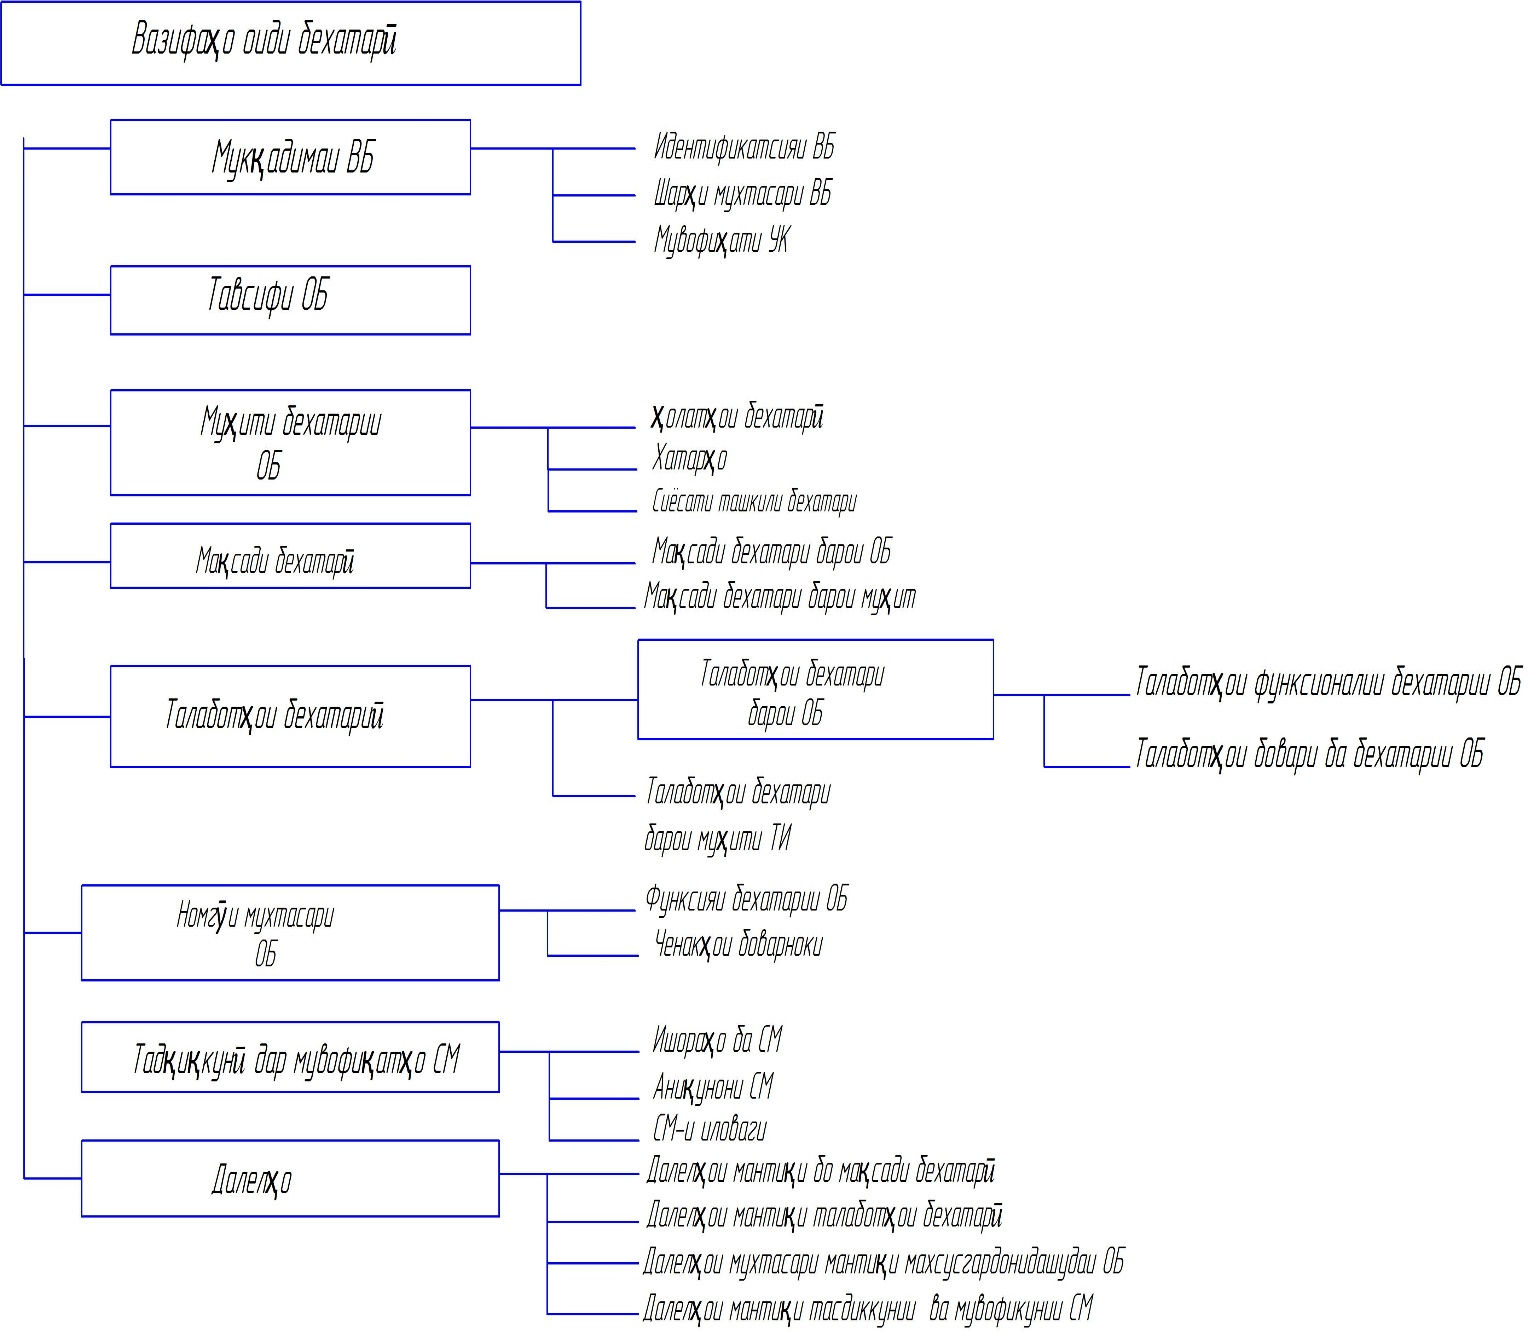 Вазифаҳо оиди бехатарӣ
Мукқадимаи ВБ
Идентификатсияи ВБ
Шарҳи мухтасари ВБ
Мувофиҳати УК
Тавсифи ОБ
Муҳити бехатарии
ОБ
Ҳолатҳои бехатарӣ
Хатарҳо
Сиёсати ташкили бехатари
Мақсади бехатарӣ
Мақсади бехатари барои ОБ
Мақсади бехатари барои муҳит
Талаботҳои бехатариӣ
Талаботҳои бехатари
барои ОБ
Талаботҳои функсионалии бехатарии ОБ
Талаботҳои бовари ба бехатарии ОБ
Талаботҳои бехатари
барои муҳити ТИ
Номгӯи мухтасари
ОБ
Функсияи бехатарии ОБ
Ченакҳои боварноки
Тадқиқкунӣ дар мувофиқатҳо СМ
Ишораҳо ба СМ
Аниқунони СМ
СМ-и иловаги
Далелҳо
Далелҳои мантиқи бо мақсади бехатарӣ
Далелҳои мантиқи талаботҳои бехатарӣ
Далелҳои мухтасари мантиқи махсусгардонидашудаи ОБ
Далелҳои мантиқи тасдиккунии ва мувофикунии СМ